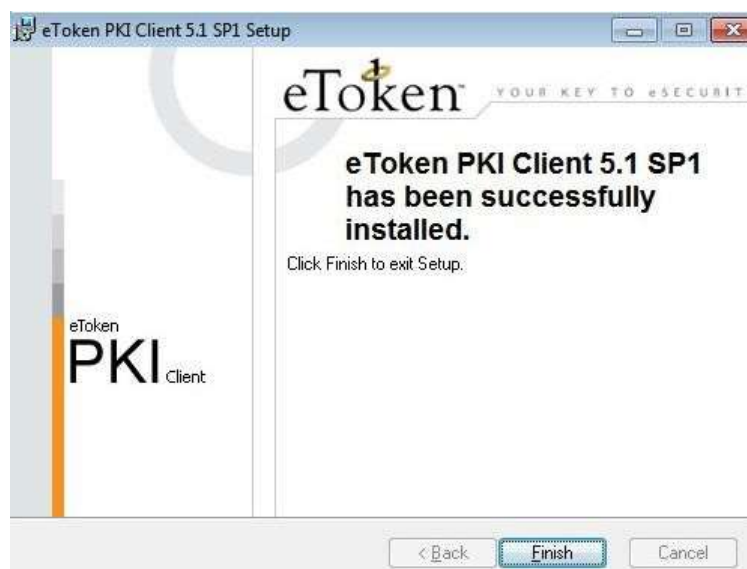 eToken PKI Client 5.1 SP1 Setup
eToken™ YOUR KEY TO eSECURIT
eToken PKI Client 5.1 SP1
has been successfully
installed.
Click Finish to exit Setup.
eToken
PKI Client
< Back Finish Cancel